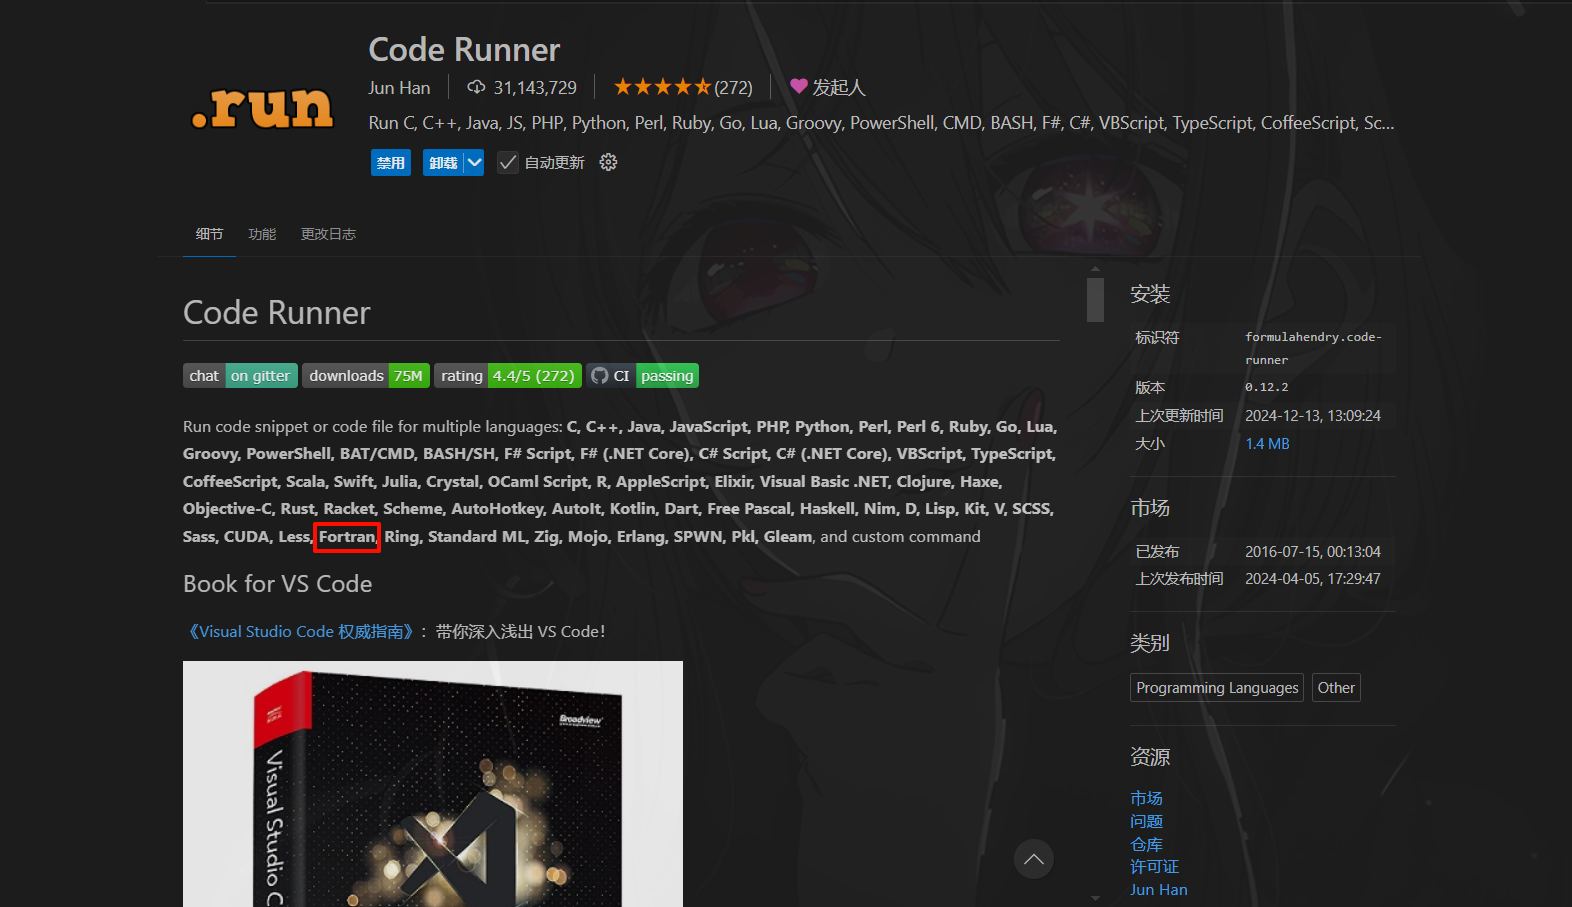 Code Runner
Jun Han
31,143,729
(272)
发起人
.run
Run C, C++, Java, JS, PHP, Python, Perl, Ruby, Go, Lua, Groovy, PowerShell, CMD, BASH, F#, C#, VBScript, TypeScript, CoffeeScript, Sc...
禁用
卸载
自动更新
细节
功能
更改日志
Code Runner
chat on gitter
downloads 75M
rating 4.4/5 (272)
CI passing
Run code snippet or code file for multiple languages: C, C++, Java, JavaScript, PHP, Python, Perl, Perl 6, Ruby, Go, Lua,
Groovy, PowerShell, BAT/CMD, BASH/SH, F# Script, F# (.NET Core), C# Script, C# (.NET Core), VBScript, TypeScript,
CoffeeScript, Scala, Swift, Julia, Crystal, OCaml Script, R, AppleScript, Elixir, Visual Basic .NET, Clojure, Haxe,
Objective-C, Rust, Racket, Scheme, AutoHotkey, AutoIt, Kotlin, Dart, Free Pascal, Haskell, Nim, D, Lisp, Kit, V, SCSS,
Sass, CUDA, Less, Fortran, Ring, Standard ML, Zig, Mojo, Erlang, SPWN, Pkl, Gleam, and custom command
Book for VS Code
《Visual Studio Code 权威指南》：带你深入浅出 VS Code！
Broadview
Visual Studio C
安装
标识符 formulahendry.code-
runner
版本 0.12.2
上次更新时间 2024-12-13, 13:09:24
大小 1.4 MB
市场
已发布 2016-07-15, 00:13:04
上次发布时间 2024-04-05, 17:29:47
类别
Programming Languages
Other
资源
市场
问题
仓库
许可证
Jun Han